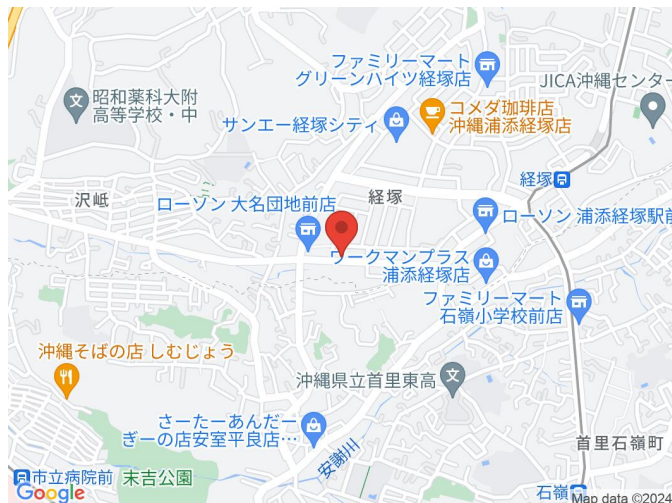 ファミリーマート
グリーンハイツ経塚店
JICA沖縄センター
昭和薬科大附
高等学校・中
コメダ珈琲店
沖縄浦添経塚店
サンエー経塚シティ
経塚
沢岻
経塚
ローソン 大名団地前店
ローソン 浦添経塚駅前
ワークマンプラス
浦添経塚店
ファミリーマート
石嶺小学校前店
沖縄そばの店 しむじょう
沖縄県立首里東高
さーたーあんだー
ぎーの店安室平良店…
安謝川
首里石嶺町
市立病院前
末吉公園
石嶺
Google
Map data ©2024